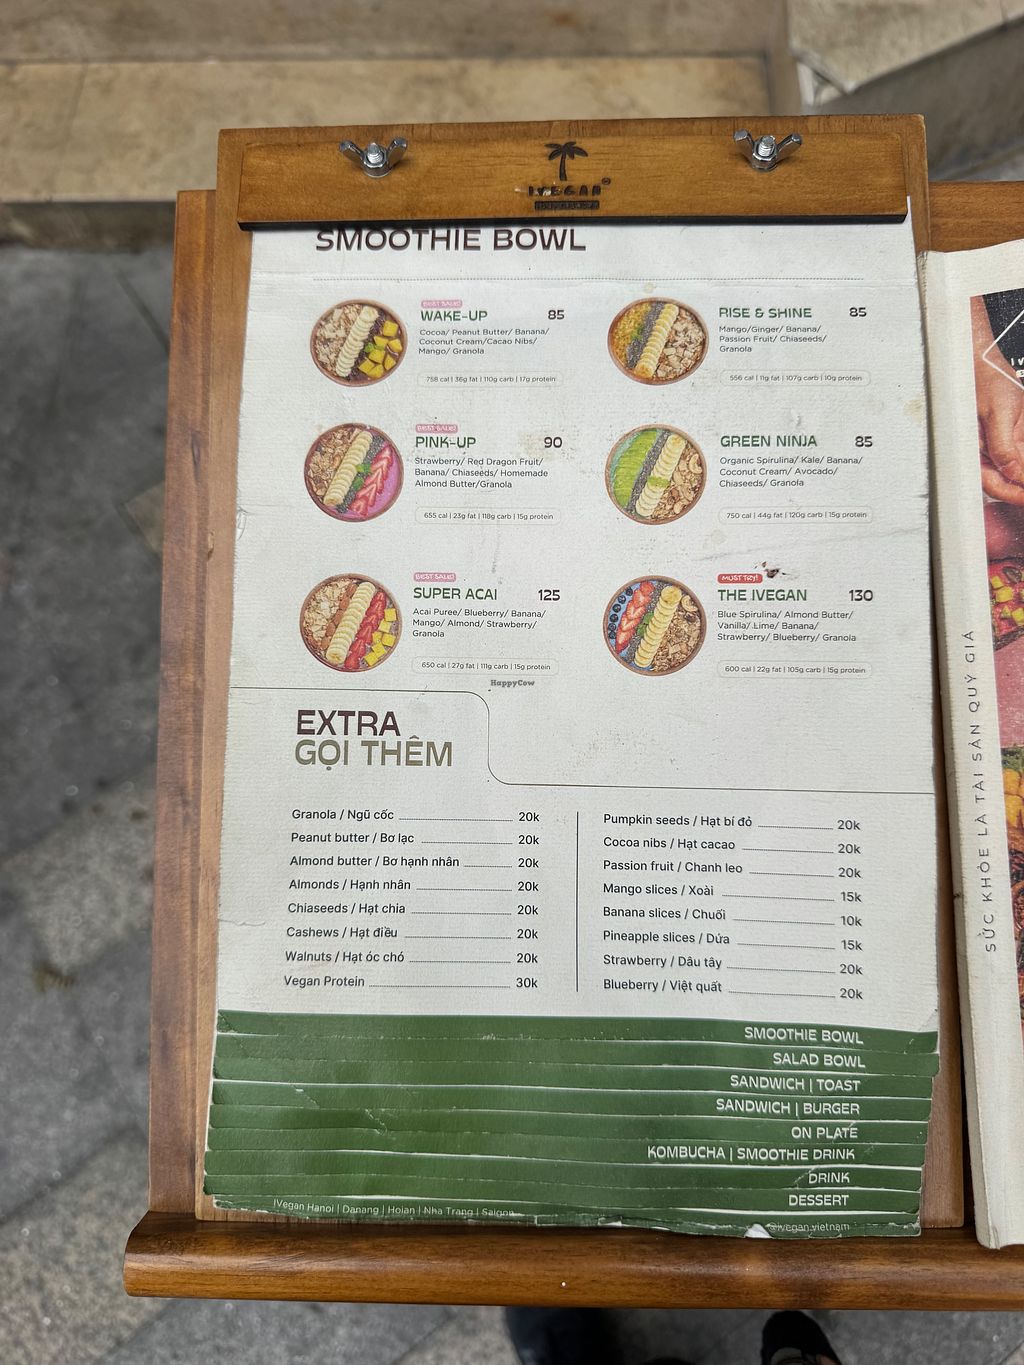 IVEGAN
SMOOTHIE BOWL
BEST SALE!
WAKE-UP 85
Cocoa/ Peanut Butter/ Banana/
Coconut Cream/Cacao Nibs/
Mango/ Granola
758 cal | 36g fat | 110g carb | 17g protein
RISE & SHINE 85
Mango/Ginger/ Banana/
Passion Fruit/ Chiaseeds/
Granola
556 cal | 11g fat | 107g carb | 10g protein
BEST SALE!
PINK-UP 90
Strawberry/ Red Dragon Fruit/
Banana/ Chiaseeds/ Homemade
Almond Butter/Granola
655 cal | 23g fat | 118g carb | 15g protein
GREEN NINJA 85
Organic Spirulina/ Kale/ Banana/
Coconut Cream/ Avocado/
Chiaseeds/ Granola
750 cal | 44g fat | 120g carb | 15g protein
BEST SALE!
SUPER ACAI 125
Acai Puree/ Blueberry/ Banana/
Mango/ Almond/ Strawberry/
Granola
650 cal | 27g fat | 111g carb | 15g protein
MUST TRY!
THE IVEGAN 130
Blue Spirulina/ Almond Butter/
Vanilla/ Lime/ Banana/
Strawberry/ Blueberry/ Granola
600 cal | 22g fat | 105g carb | 15g protein
HappyCow
EXTRA
GỌI THÊM
Granola / Ngũ cốc 20k
Peanut butter / Bơ lạc 20k
Almond butter / Bơ hạnh nhân 20k
Almonds / Hạnh nhân 20k
Chiaseeds / Hạt chia 20k
Cashews / Hạt điều 20k
Walnuts / Hạt óc chó 20k
Vegan Protein 30k
Pumpkin seeds / Hạt bí đỏ 20k
Cocoa nibs / Hạt cacao 20k
Passion fruit / Chanh leo 20k
Mango slices / Xoài 15k
Banana slices / Chuối 10k
Pineapple slices / Dứa 15k
Strawberry / Dâu tây 20k
Blueberry / Việt quất 20k
SMOOTHIE BOWL
SALAD BOWL
SANDWICH | TOAST
SANDWICH | BURGER
ON PLATE
KOMBUCHA | SMOOTHIE DRINK
DRINK
DESSERT
IVegan Hanoi | Danang | Hoian | Nha Trang | Saigon
@ivegan.vietnam
SỨC KHỎE LÀ TÀI SẢN QUÝ GIÁ